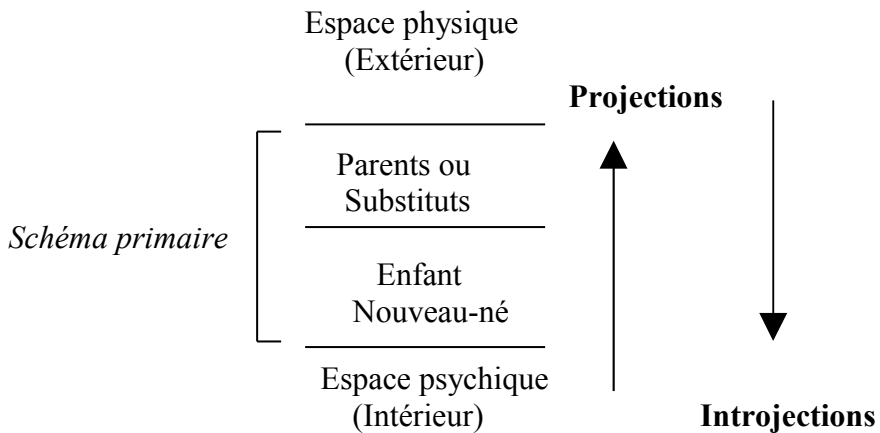 Espace physique
(Extérieur)
Projections
Parents ou
Substituts
Schéma primaire
Enfant
Nouveau-né
Espace psychique
(Intérieur)
Introjections